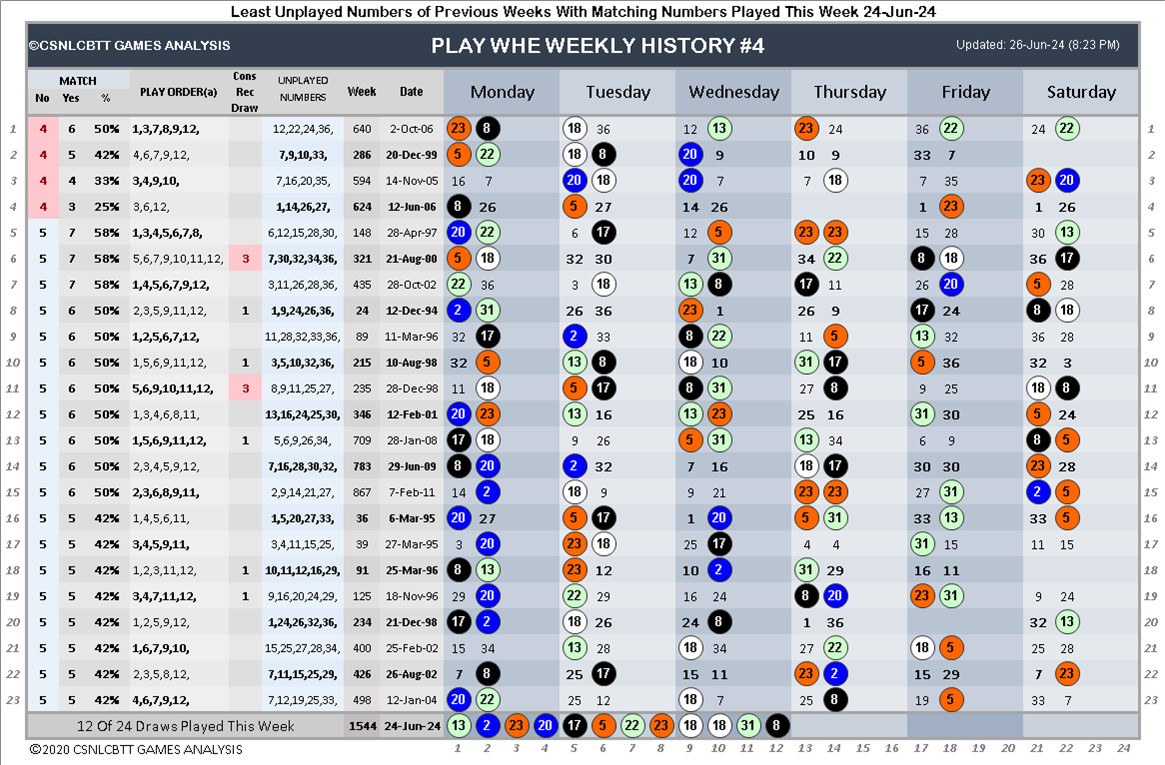 Least Unplayed Numbers of Previous Weeks With Matching Numbers Played This Week 24-Jun-24
©CSNLCBTT GAMES ANALYSIS PLAY WHE WEEKLY HISTORY #4 Updated: 26-Jun-24 (8:23 PM)
MATCH Cons UNPLAYED
No Yes % PLAY ORDER(a) Rec NUMBERS Week Date Monday Tuesday Wednesday Thursday Friday Saturday
Draw
1 4 6 50% 1,3,7,8,9,12, 12,22,24,36, 640 2-Oct-06 23 8 18 36 12 13 23 24 36 22 24 22 1
2 4 5 42% 4,6,7,9,12, 7,9,10,33, 286 20-Dec-99 5 22 18 8 20 9 10 9 33 7 2
3 4 4 33% 3,4,9,10, 7,16,20,35, 594 14-Nov-05 16 7 20 18 20 7 7 18 7 35 23 20 3
4 4 3 25% 3,6,12, 1,14,26,27, 624 12-Jun-06 8 26 5 27 14 26 1 23 1 26 4
5 5 7 58% 1,3,4,5,6,7,8, 6,12,15,28,30, 148 28-Apr-97 20 22 6 17 12 5 23 23 15 28 30 13 5
6 5 7 58% 5,6,7,9,10,11,12, 3 7,30,32,34,36, 321 21-Aug-00 5 18 32 30 7 31 34 22 8 18 36 17 6
7 5 7 58% 1,4,5,6,7,9,12, 3,11,26,28,36, 435 28-Oct-02 22 36 3 18 13 8 17 11 26 20 5 28 7
8 5 6 50% 2,3,5,9,11,12, 1 1,9,24,26,36, 24 12-Dec-94 2 31 26 36 23 1 26 9 17 24 8 18 8
9 5 6 50% 1,2,5,6,7,12, 11,28,32,33,36, 89 11-Mar-96 32 17 2 33 8 22 11 5 13 32 36 28 9
10 5 6 50% 1,5,6,9,11,12, 1 3,5,10,32,36, 215 10-Aug-98 32 5 13 8 18 10 31 17 5 36 32 3 10
11 5 6 50% 5,6,9,10,11,12, 3 8,9,11,25,27, 235 28-Dec-98 11 18 5 17 8 31 27 8 9 25 18 8 11
12 5 6 50% 1,3,4,6,8,11, 13,16,24,25,30, 346 12-Feb-01 20 23 13 16 13 23 25 16 31 30 5 24 12
13 5 6 50% 1,5,6,9,11,12, 1 5,6,9,26,34, 709 28-Jan-08 17 18 9 26 5 31 13 34 6 9 8 5 13
14 5 6 50% 2,3,4,5,9,12, 7,16,28,30,32, 783 29-Jun-09 8 20 2 32 7 16 18 17 30 30 23 28 14
15 5 6 50% 2,3,6,8,9,11, 2,9,14,21,27, 867 7-Feb-11 14 2 18 9 9 21 23 23 27 31 2 5 15
16 5 5 42% 1,4,5,6,11, 1,5,20,27,33, 36 6-Mar-95 20 27 5 17 1 20 5 31 33 13 33 5 16
17 5 5 42% 3,4,5,9,11, 3,4,11,15,25, 39 27-Mar-95 3 20 23 18 25 17 4 4 31 15 11 15 17
18 5 5 42% 1,2,3,11,12, 1 10,11,12,16,29, 91 25-Mar-96 8 13 23 12 10 2 31 29 16 11 18
19 5 5 42% 3,4,7,11,12, 1 9,16,20,24,29, 125 18-Nov-96 29 20 22 29 16 24 8 20 23 31 9 24 19
20 5 5 42% 1,2,5,9,12, 1,24,26,32,36, 234 21-Dec-98 17 2 18 26 24 8 1 36 32 13 20
21 5 5 42% 1,6,7,9,10, 15,25,27,28,34, 400 25-Feb-02 15 34 13 28 18 34 27 22 18 5 25 28 21
22 5 5 42% 2,3,5,8,12, 7,11,15,25,29, 426 26-Aug-02 7 8 25 17 15 11 23 2 15 29 7 23 22
23 5 5 42% 4,6,7,9,12, 7,12,19,25,33, 498 12-Jan-04 20 22 25 12 18 7 25 8 19 5 33 7 23
12 Of 24 Draws Played This Week 1544 24-Jun-24 13 2 23 20 17 5 22 23 18 18 31 8
©2020 CSNLCBTT GAMES ANALYSIS 1 2 3 4 5 6 7 8 9 10 11 12 13 14 15 16 17 18 19 20 21 22 23 24